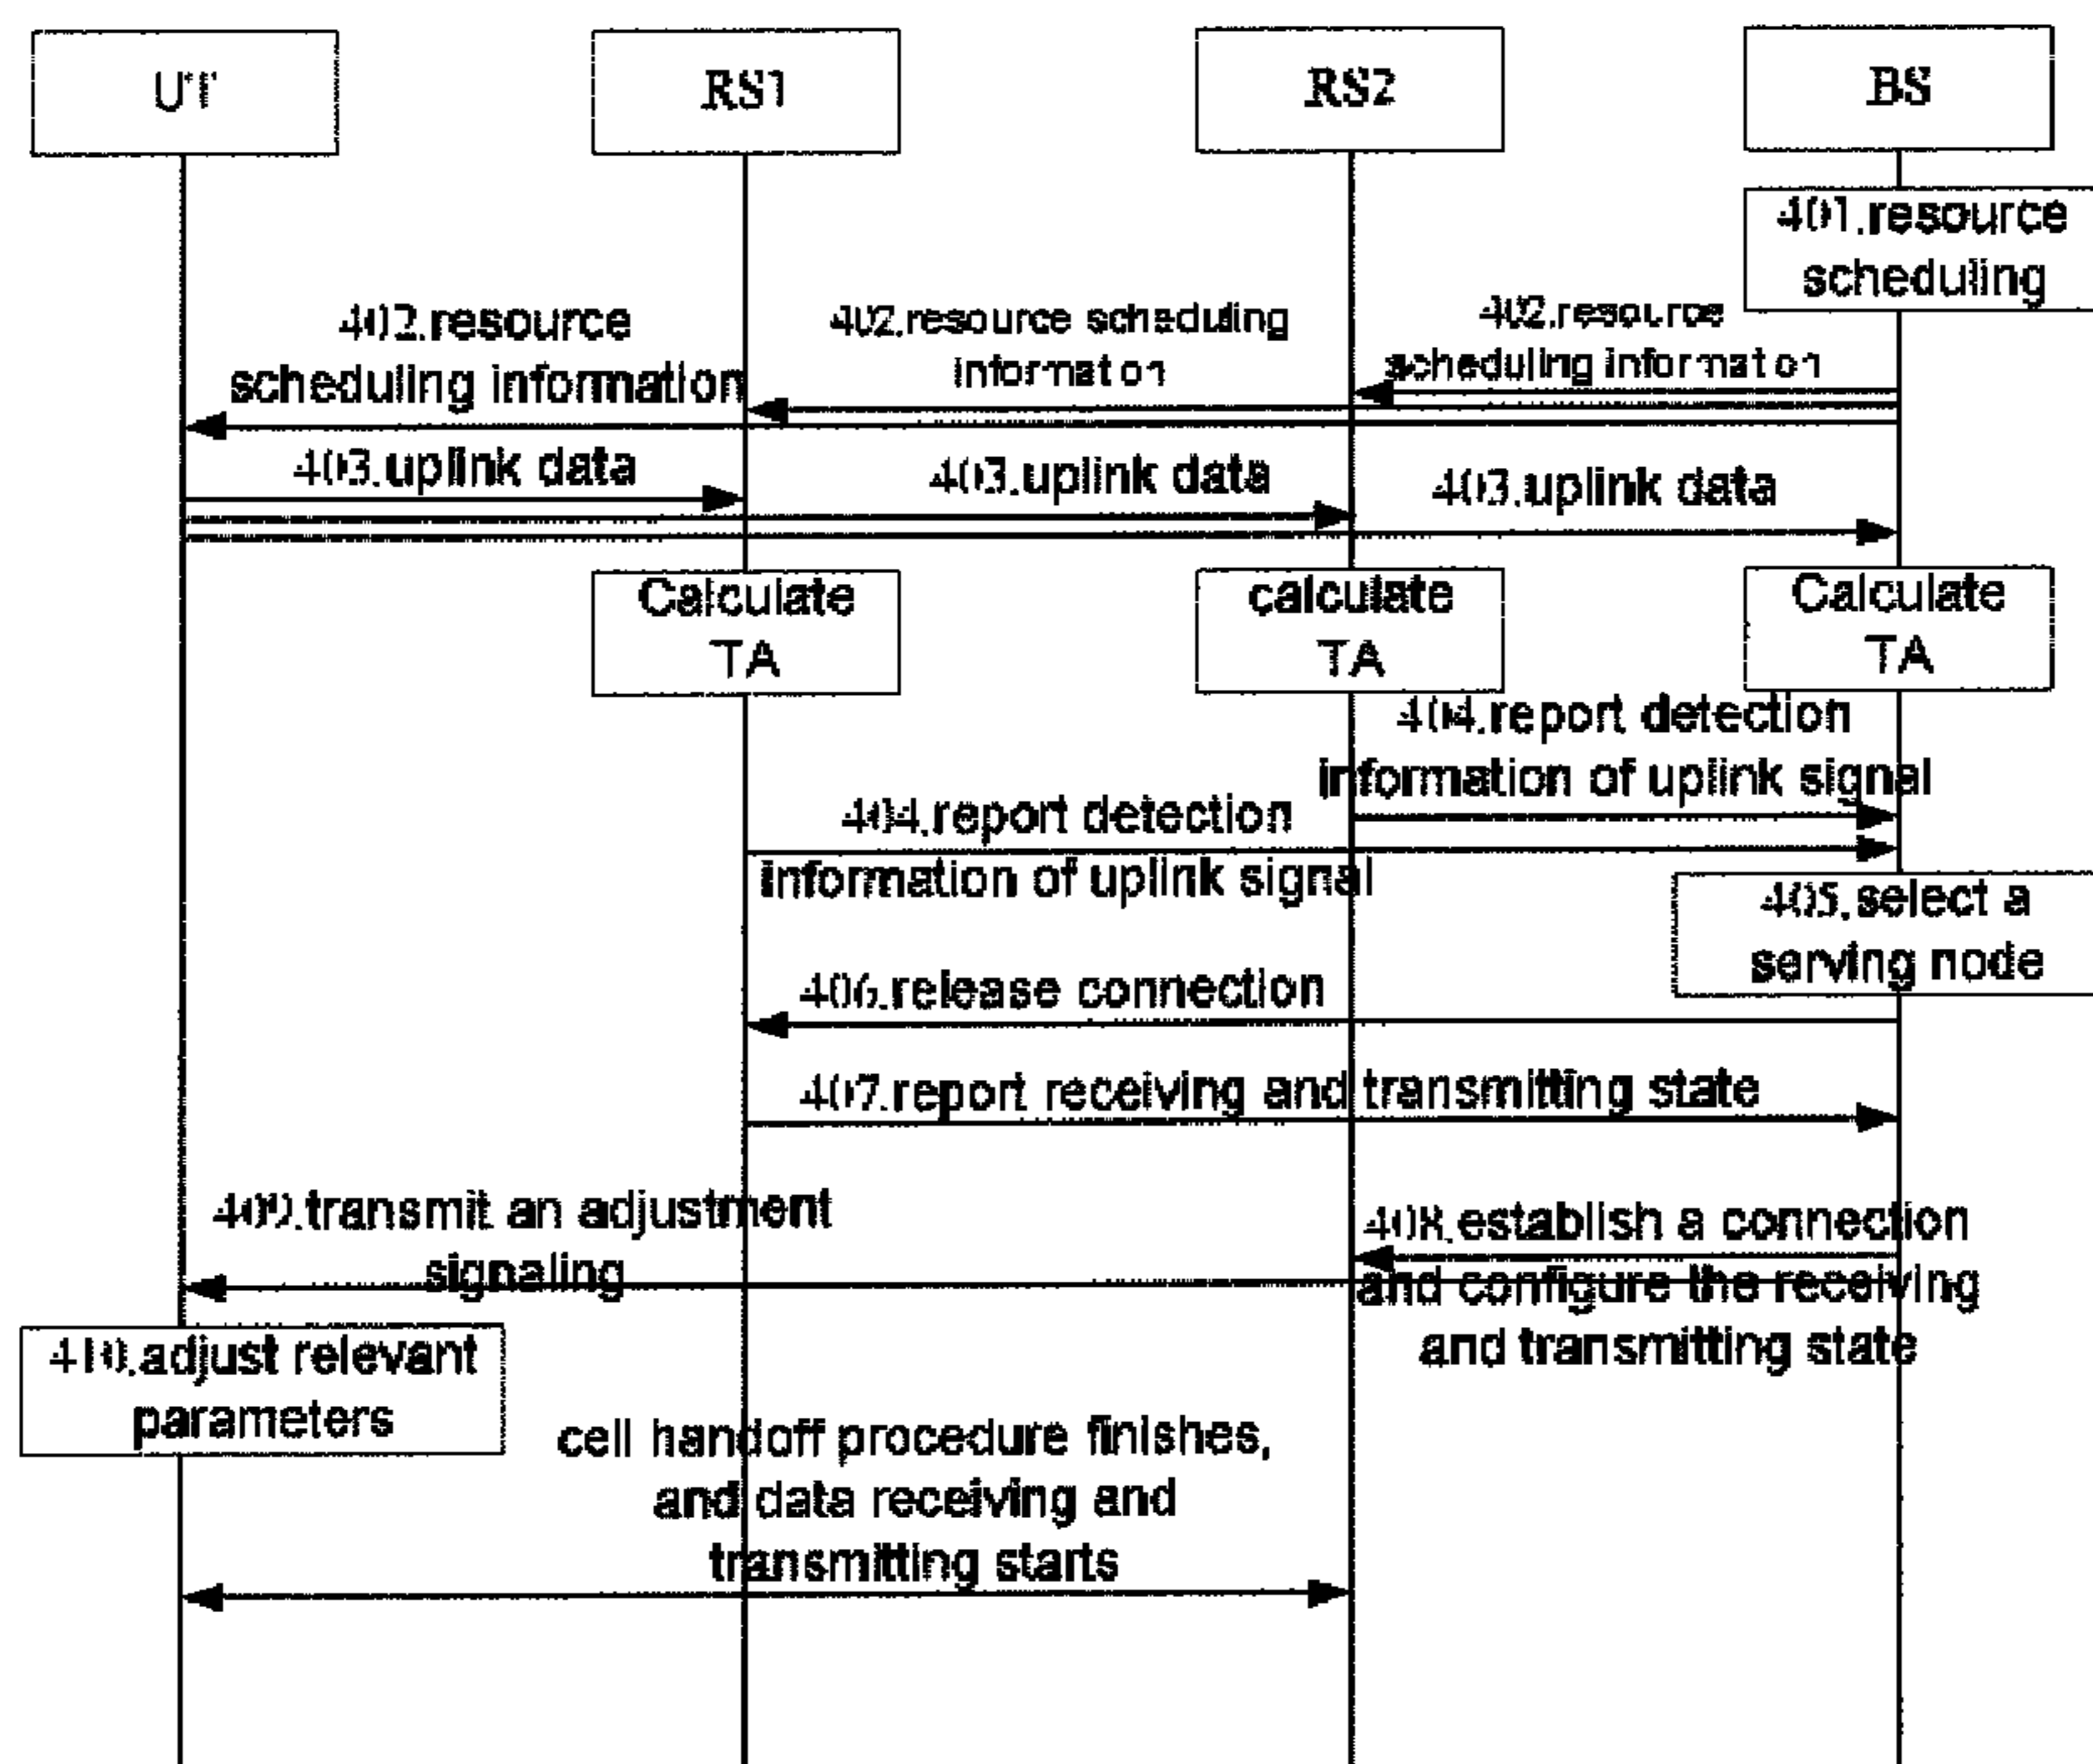 UT
RS1
RS2
BS
401.resource
scheduling
402.resource
scheduling information
402.resource scheduling
information
402.resource
scheduling information
403.uplink data
403.uplink data
403.uplink data
Calculate
TA
calculate
TA
Calculate
TA
404.report detection
information of uplink signal
404.report detection
information of uplink signal
405.select a
serving node
406.release connection
407.report receiving and transmitting state
409.transmit an adjustment
signaling
408.establish a connection
and configure the receiving
and transmitting state
410.adjust relevant
parameters
cell handoff procedure finishes,
and data receiving and
transmitting starts